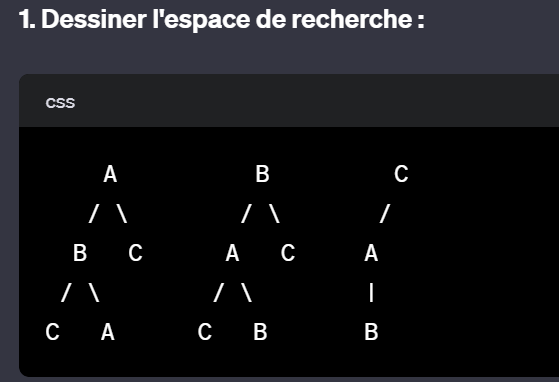 1. Dessiner l'espace de recherche :
css
A B C
/ \ / \ /
B C A C A
/ \ / \ |
C A C B B